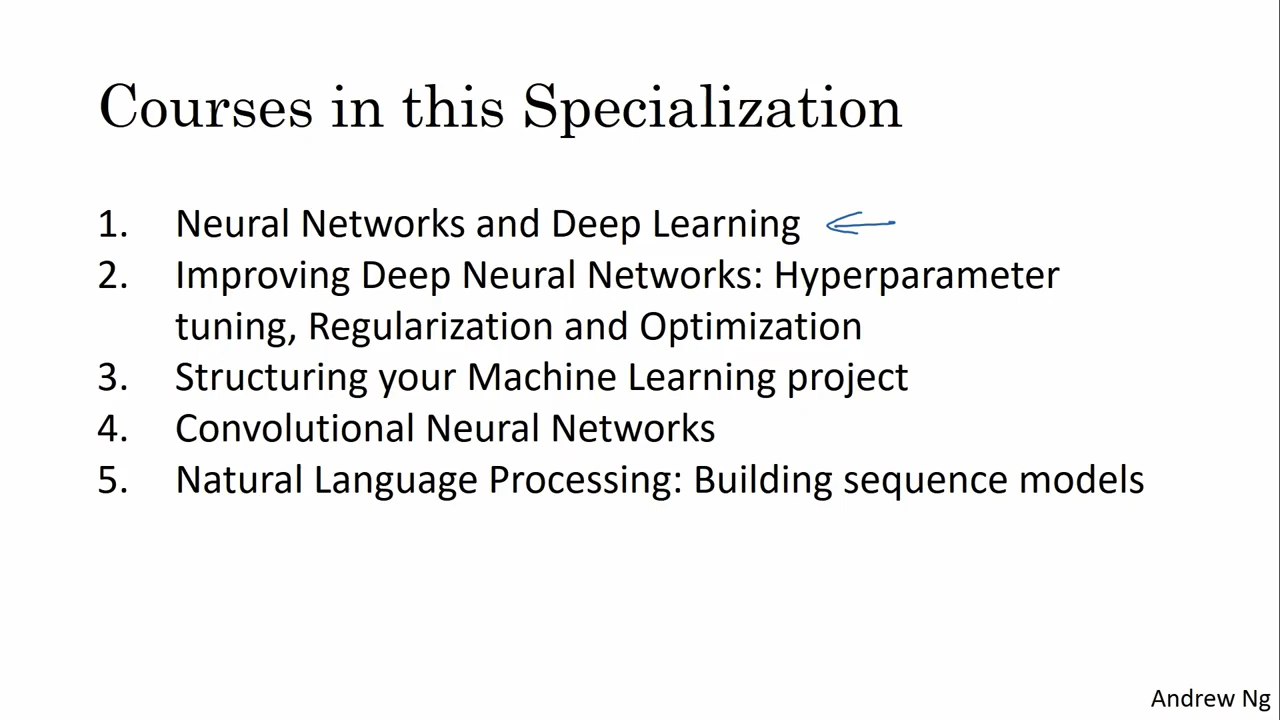 Courses in this Specialization
1. Neural Networks and Deep Learning
2. Improving Deep Neural Networks: Hyperparameter
tuning, Regularization and Optimization
3. Structuring your Machine Learning project
4. Convolutional Neural Networks
5. Natural Language Processing: Building sequence models
Andrew Ng